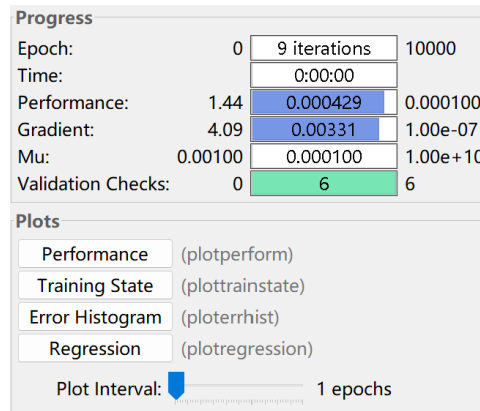 Progress
Epoch: 0 9 iterations 10000
Time: 0:00:00
Performance: 1.44 0.000429 0.000100
Gradient: 4.09 0.00331 1.00e-07
Mu: 0.00100 0.000100 1.00e+10
Validation Checks: 0 6 6
Plots
Performance (plotperform)
Training State (plottrainstate)
Error Histogram (ploterrhist)
Regression (plotregression)
Plot Interval: 1 epochs